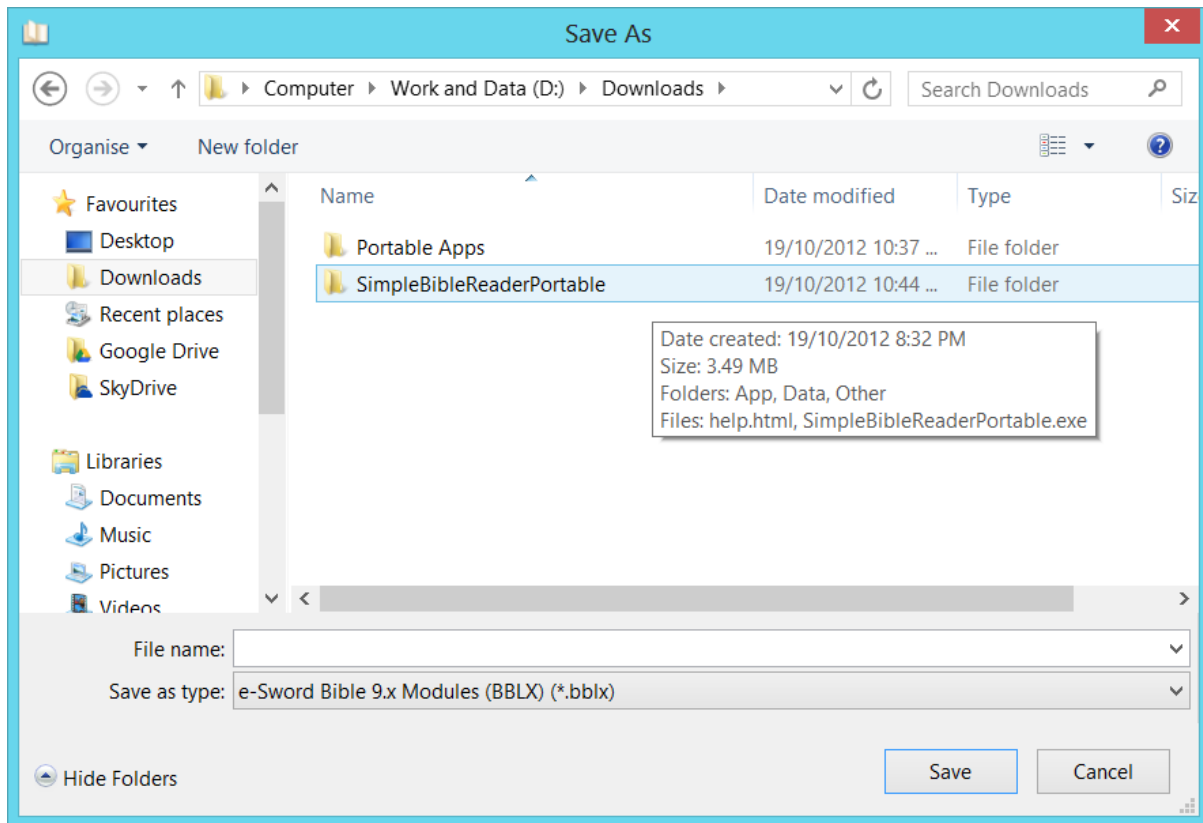 Save As
Computer Work and Data (D:) Downloads Search Downloads
Organise New folder
Name Date modified Type Siz
Favourites
Desktop
Downloads
Recent places
Google Drive
SkyDrive
Libraries
Documents
Music
Pictures
Videos
Portable Apps 19/10/2012 10:37 ... File folder
SimpleBibleReaderPortable 19/10/2012 10:44 ... File folder
Date created: 19/10/2012 8:32 PM
Size: 3.49 MB
Folders: App, Data, Other
Files: help.html, SimpleBibleReaderPortable.exe
File name:
Save as type: e-Sword Bible 9.x Modules (BBLX) (*.bblx)
Hide Folders Save Cancel